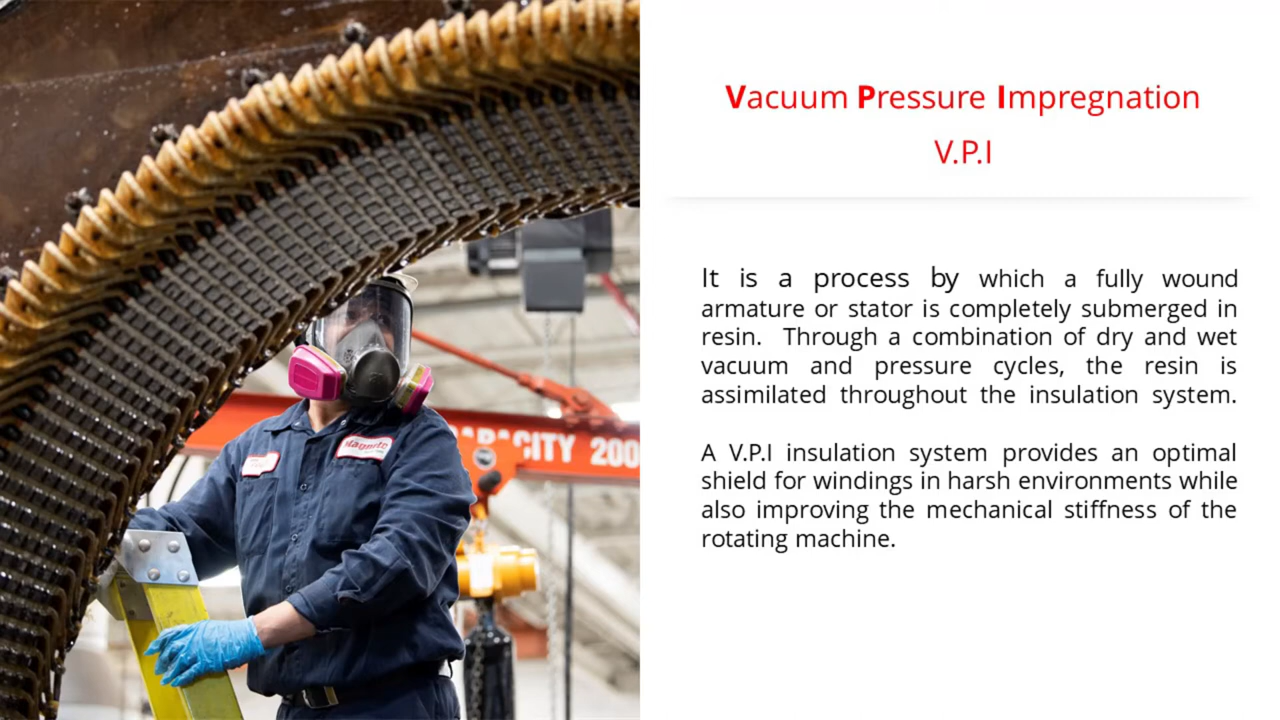 Vacuum Pressure Impregnation
V.P.I
It is a process by which a fully wound
armature or stator is completely submerged in
resin. Through a combination of dry and wet
vacuum and pressure cycles, the resin is
assimilated throughout the insulation system.
A V.P.I insulation system provides an optimal
shield for windings in harsh environments while
also improving the mechanical stiffness of the
rotating machine.
Magneto
CAPACITY 200